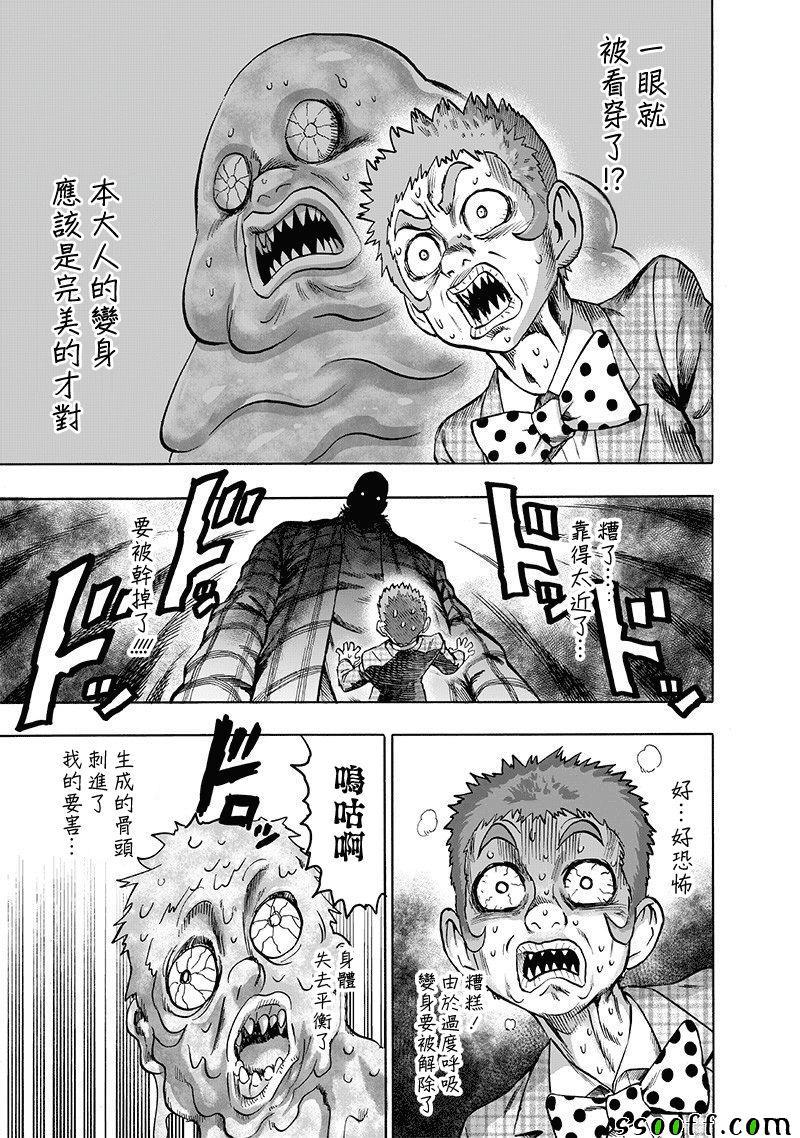 一眼就
被看穿了!?
本大人的變身
應該是完美的才對
糟了……
靠得太近了…
要被幹掉了!!!!
ドッ
ドッ
ドッ
ドッ
好…好恐怖
糟糕!
由於過度呼吸
變身要被解除了
ドロッ
嗚咕啊
生成的骨頭
刺進了
我的要害…
身體
失去平衡了
ssooff.com